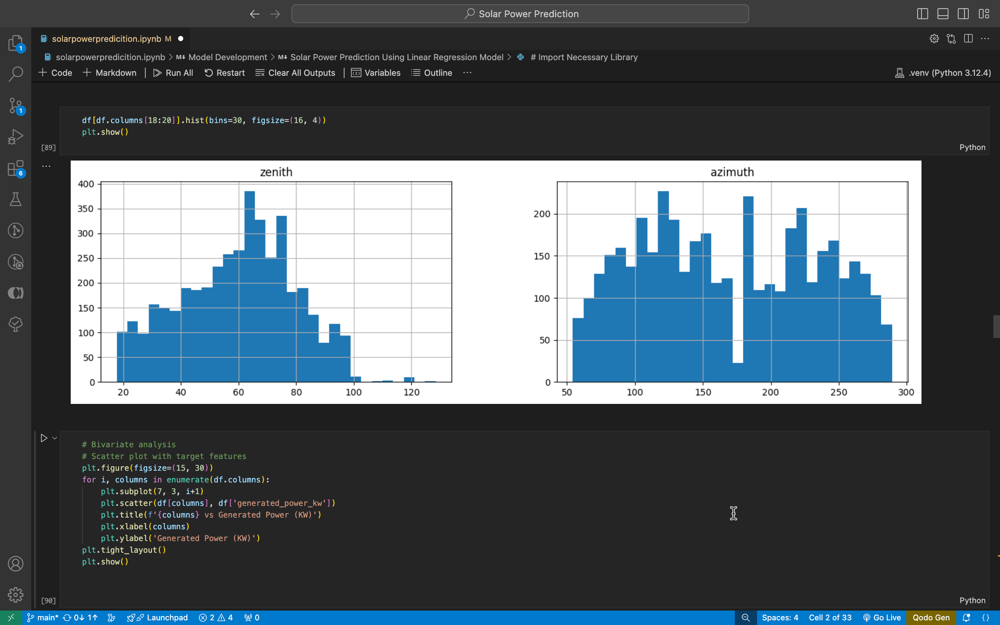 Solar Power Prediction
solarpowerpredicition.ipynb M
solarpowerpredicition.ipynb > M↓ Model Development > M↓ Solar Power Prediction Using Linear Regression Model > # Import Necessary Library
Code Markdown Run All Restart Clear All Outputs Variables Outline ... .venv (Python 3.12.4)
1
1
6
df[df.columns[18:20]].hist(bins=30, figsize=(16, 4))
plt.show()
[89] Python
...
zenith
400
350
300
250
200
150
100
50
0
20 40 60 80 100 120
azimuth
200
150
100
50
0
50 100 150 200 250 300
# Bivariate analysis
# Scatter plot with target features
plt.figure(figsize=(15, 30))
for i, columns in enumerate(df.columns):
    plt.subplot(7, 3, i+1)
    plt.scatter(df[columns], df['generated_power_kw'])
    plt.title(f'{columns} vs Generated Power (KW)')
    plt.xlabel(columns)
    plt.ylabel('Generated Power (KW)')
plt.tight_layout()
plt.show()
[90] Python
main* 0↓ 1↑ Launchpad 2 4 0 Spaces: 4 Cell 2 of 33 Go Live Qodo Gen {}